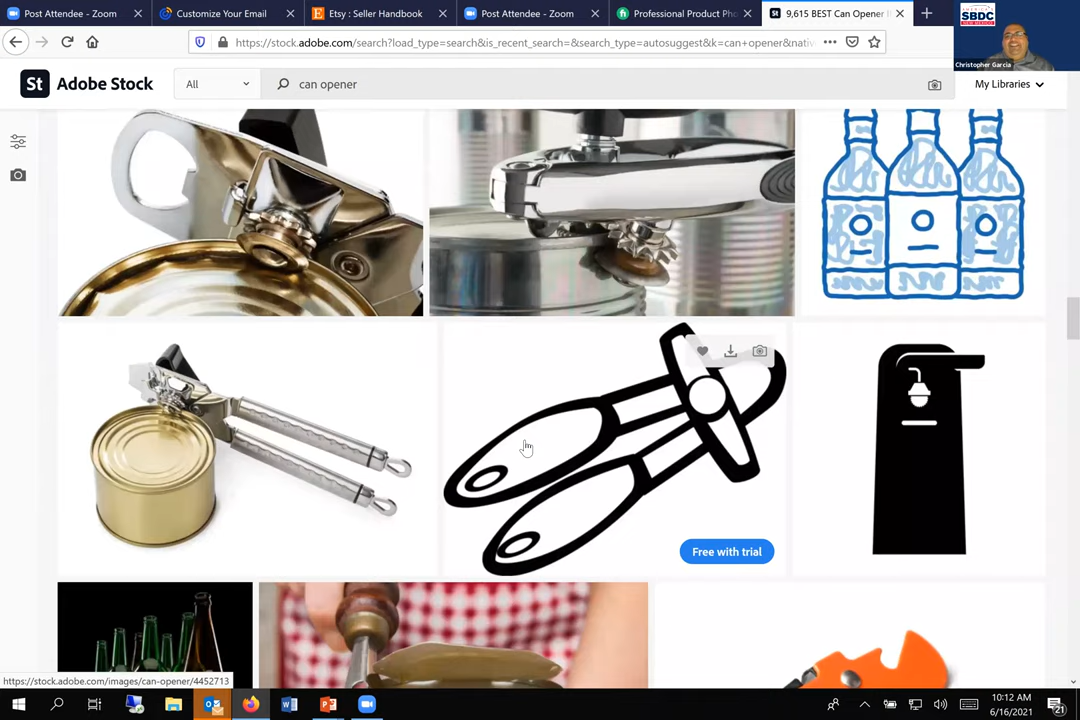 Post Attendee - Zoom
Customize Your Email
Etsy : Seller Handbook
Post Attendee - Zoom
Professional Product Pho
9,615 BEST Can Opener I
SBDC
https://stock.adobe.com/search?load_type=search&is_recent_search=&search_type=autosuggest&k=can+opener&nativ
Christopher Garcia
St
Adobe Stock
All
can opener
My Libraries
Free with trial
https://stock.adobe.com/images/can-opener/4452713
10:12 AM
6/16/2021
21